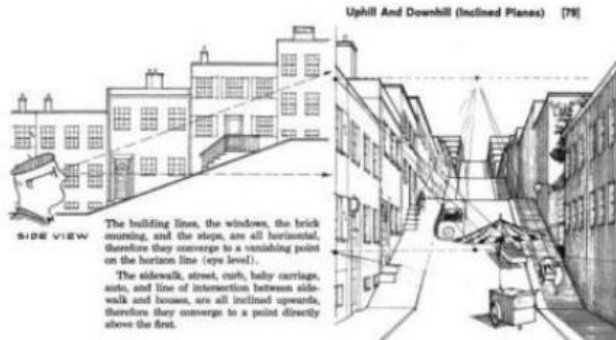 Uphill And Downhill (Inclined Planes) [79]
SIDE VIEW
The building lines, the windows, the brick
coursing, and the steps, are all horizontal,
therefore they converge to a vanishing point
on the horizon line (eye level).
The sidewalk, street, curb, baby carriage,
auto, and line of intersection between side-
walk and houses, are all inclined upwards,
therefore they converge to a point directly
above the first.